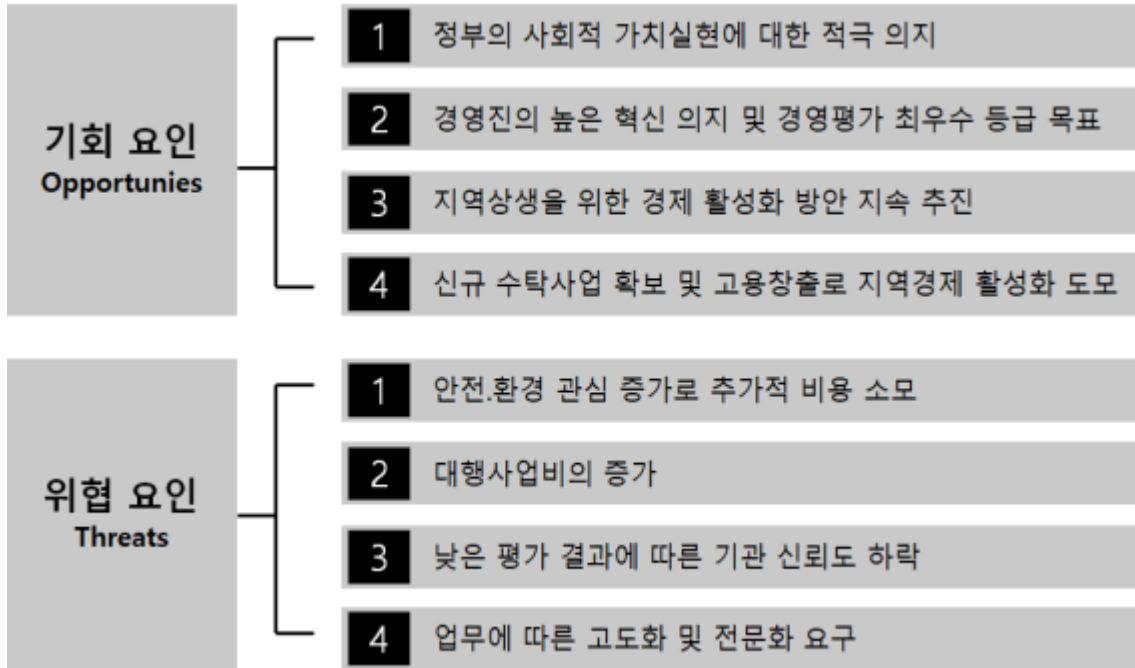 기회 요인
Opportunies
1 정부의 사회적 가치실현에 대한 적극 의지
2 경영진의 높은 혁신 의지 및 경영평가 최우수 등급 목표
3 지역상생을 위한 경제 활성화 방안 지속 추진
4 신규 수탁사업 확보 및 고용창출로 지역경제 활성화 도모
위협 요인
Threats
1 안전.환경 관심 증가로 추가적 비용 소모
2 대행사업비의 증가
3 낮은 평가 결과에 따른 기관 신뢰도 하락
4 업무에 따른 고도화 및 전문화 요구